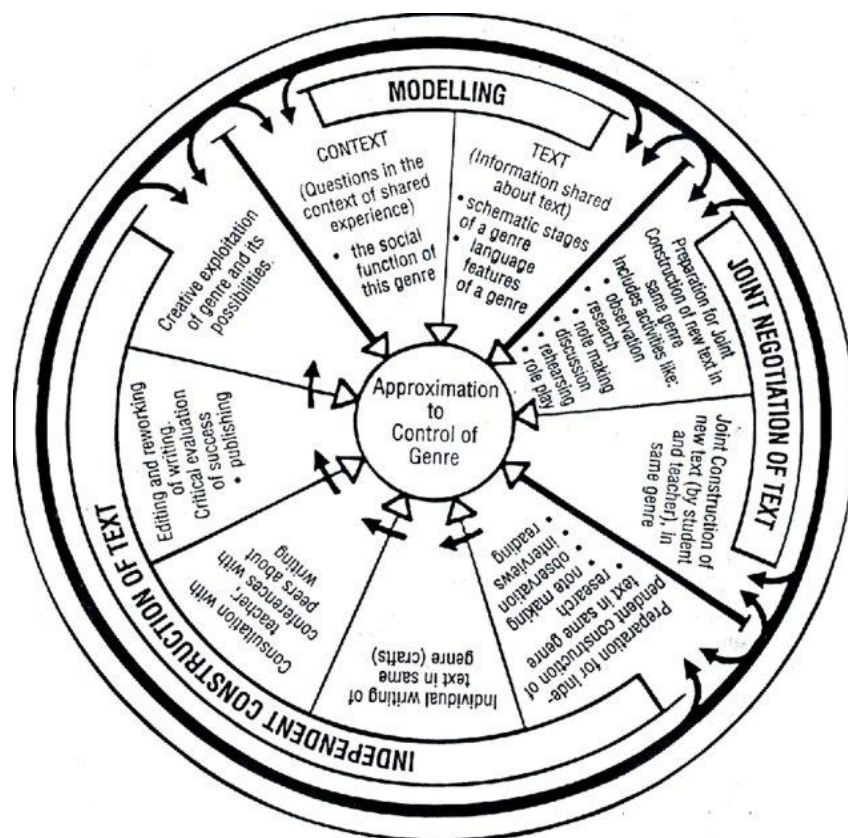 MODELLING
CONTEXT
(Questions in the
context of shared
experience)
• the social
function of
this genre
TEXT
(Information shared
about text)
• schematic stages
of a genre
• language
features
of a genre
JOINT NEGOTIATION OF TEXT
Preparation for Joint
Construction of new text in
same genre
Includes activities like:
• observation
• research
• note making
• discussion
• rehearsing
• role play
Joint Construction of
new text (by student
and teacher), in
same genre
INDEPENDENT CONSTRUCTION OF TEXT
Preparation for inde-
pendent construction of
text in same genre
• research
• note making
• observation
• interviews
• reading
Individual writing of
text in same
genre (crafts)
Consultation with
teacher,
conferences with
peers about
writing
Editing and reworking
of writing.
Critical evaluation
of success
• publishing
Creative exploitation
of genre and its
possibilities.
Approximation
to
Control of
Genre